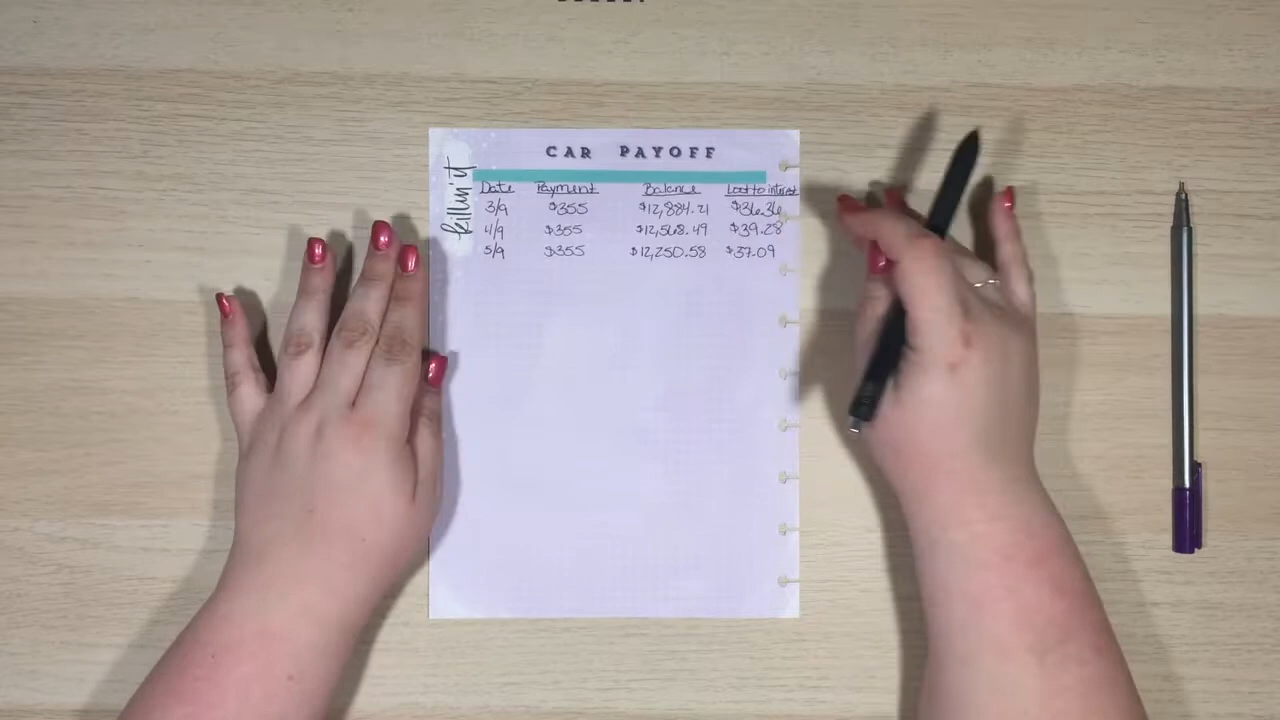 CAR PAYOFF
killin' it
Date Payment Balance Lost to interest
3/9 $355 $12,884.21 $36.36
4/9 $355 $12,568.49 $39.28
5/9 $355 $12,250.58 $37.09